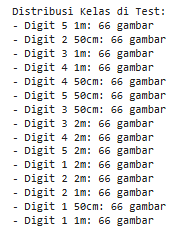 Distribusi Kelas di Test:
- Digit 5 1m: 66 gambar
- Digit 2 50cm: 66 gambar
- Digit 3 1m: 66 gambar
- Digit 4 1m: 66 gambar
- Digit 4 50cm: 66 gambar
- Digit 5 50cm: 66 gambar
- Digit 3 50cm: 66 gambar
- Digit 3 2m: 66 gambar
- Digit 4 2m: 66 gambar
- Digit 5 2m: 66 gambar
- Digit 1 2m: 66 gambar
- Digit 2 2m: 66 gambar
- Digit 2 1m: 66 gambar
- Digit 1 50cm: 66 gambar
- Digit 1 1m: 66 gambar